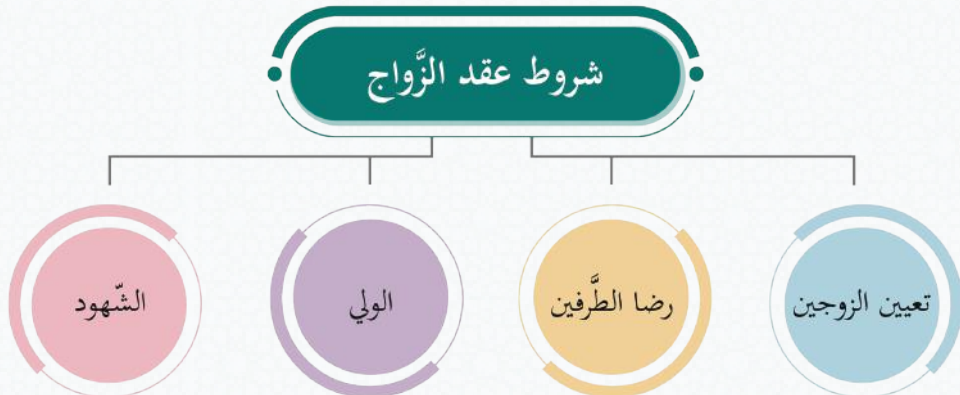 شروط عقد الزَّواج
تعيين الزوجين
رضا الطَّرفين
الولي
الشّهود